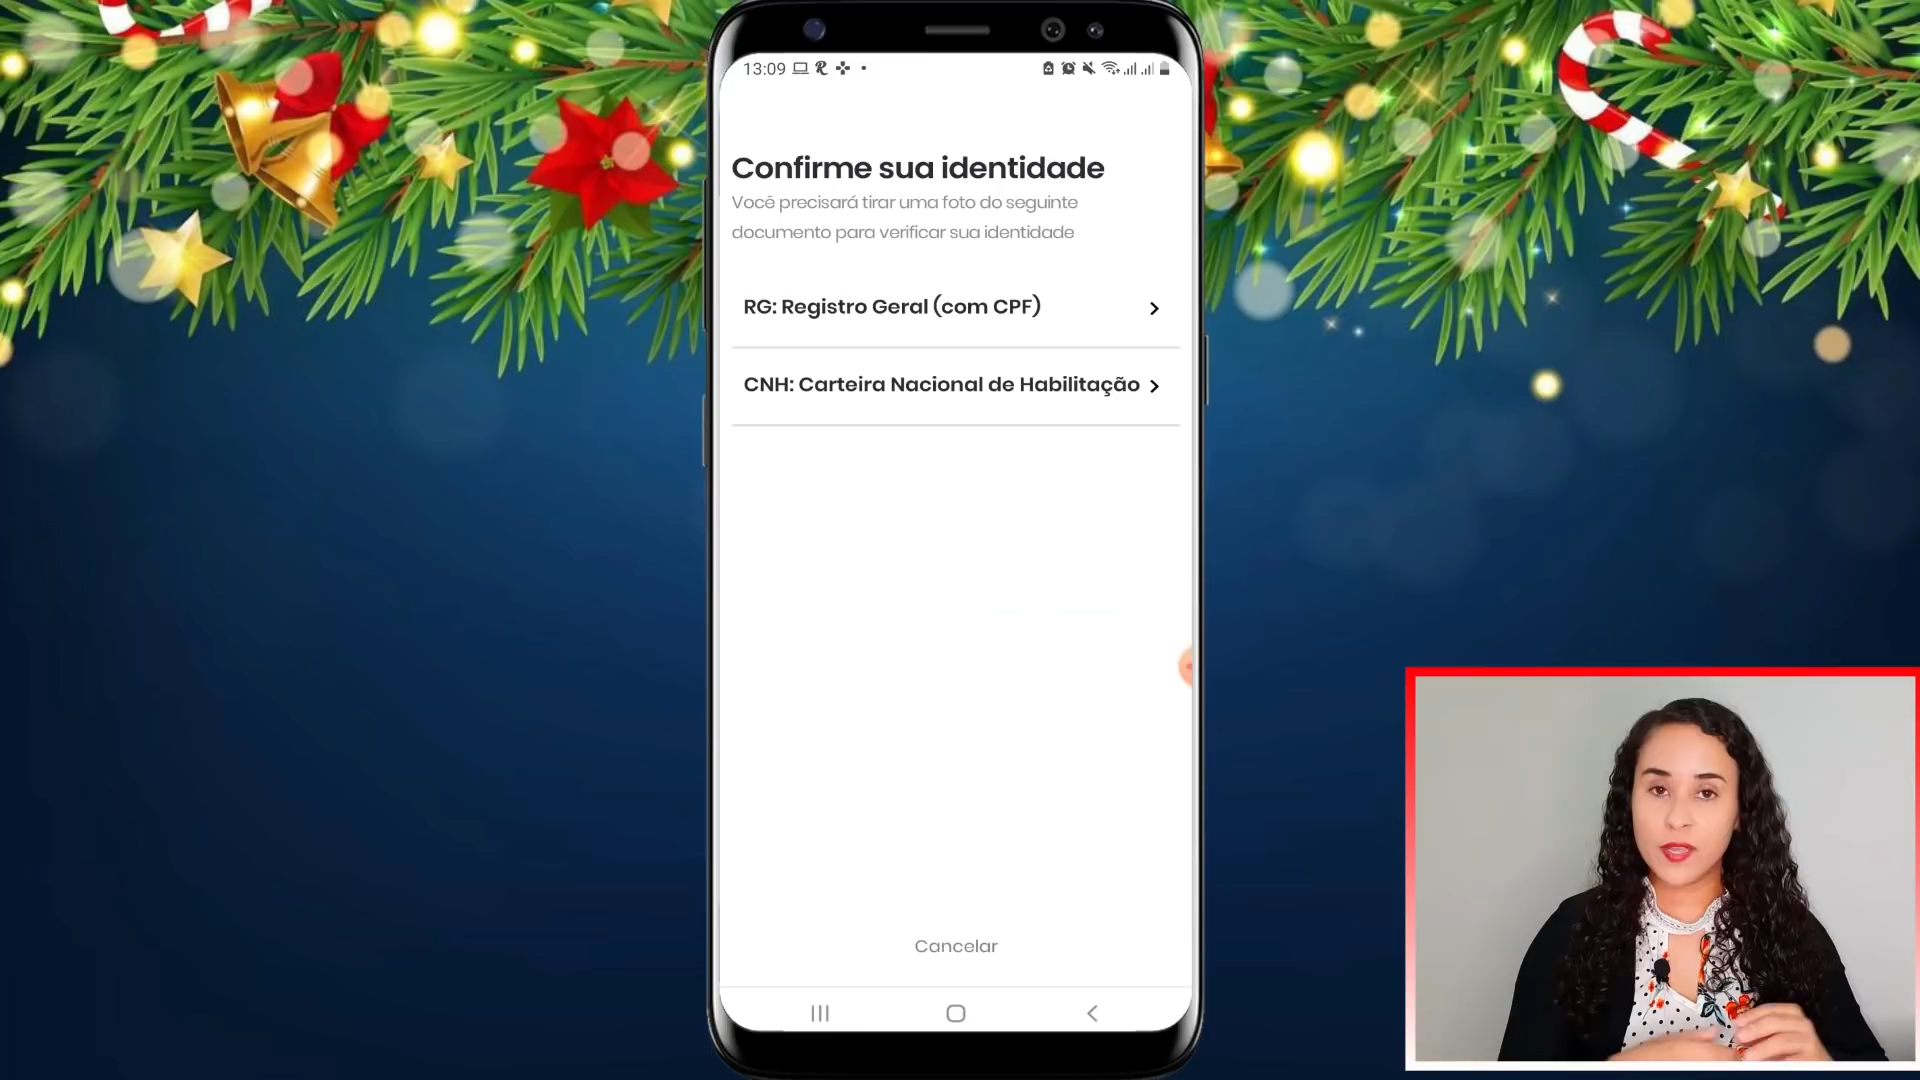 13:09
Confirme sua identidade
Você precisará tirar uma foto do seguinte
documento para verificar sua identidade
RG: Registro Geral (com CPF)
CNH: Carteira Nacional de Habilitação
Cancelar